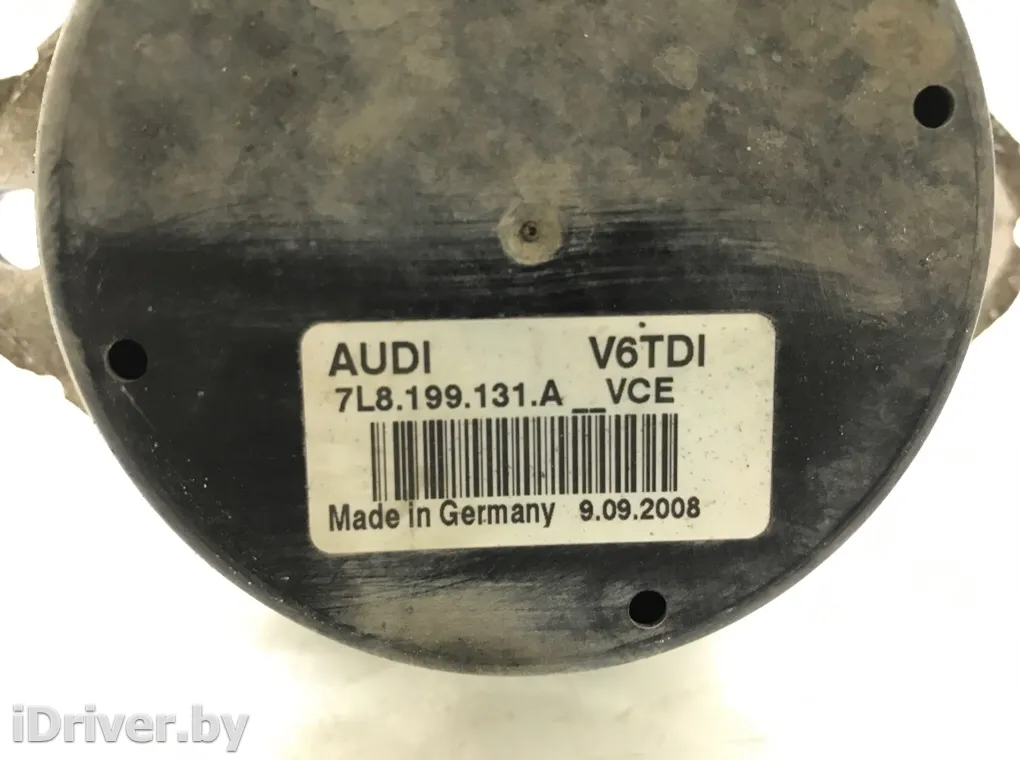 AUDI V6TDI
7L8.199.131.A __VCE
Made in Germany 9.09.2008
iDriver.by